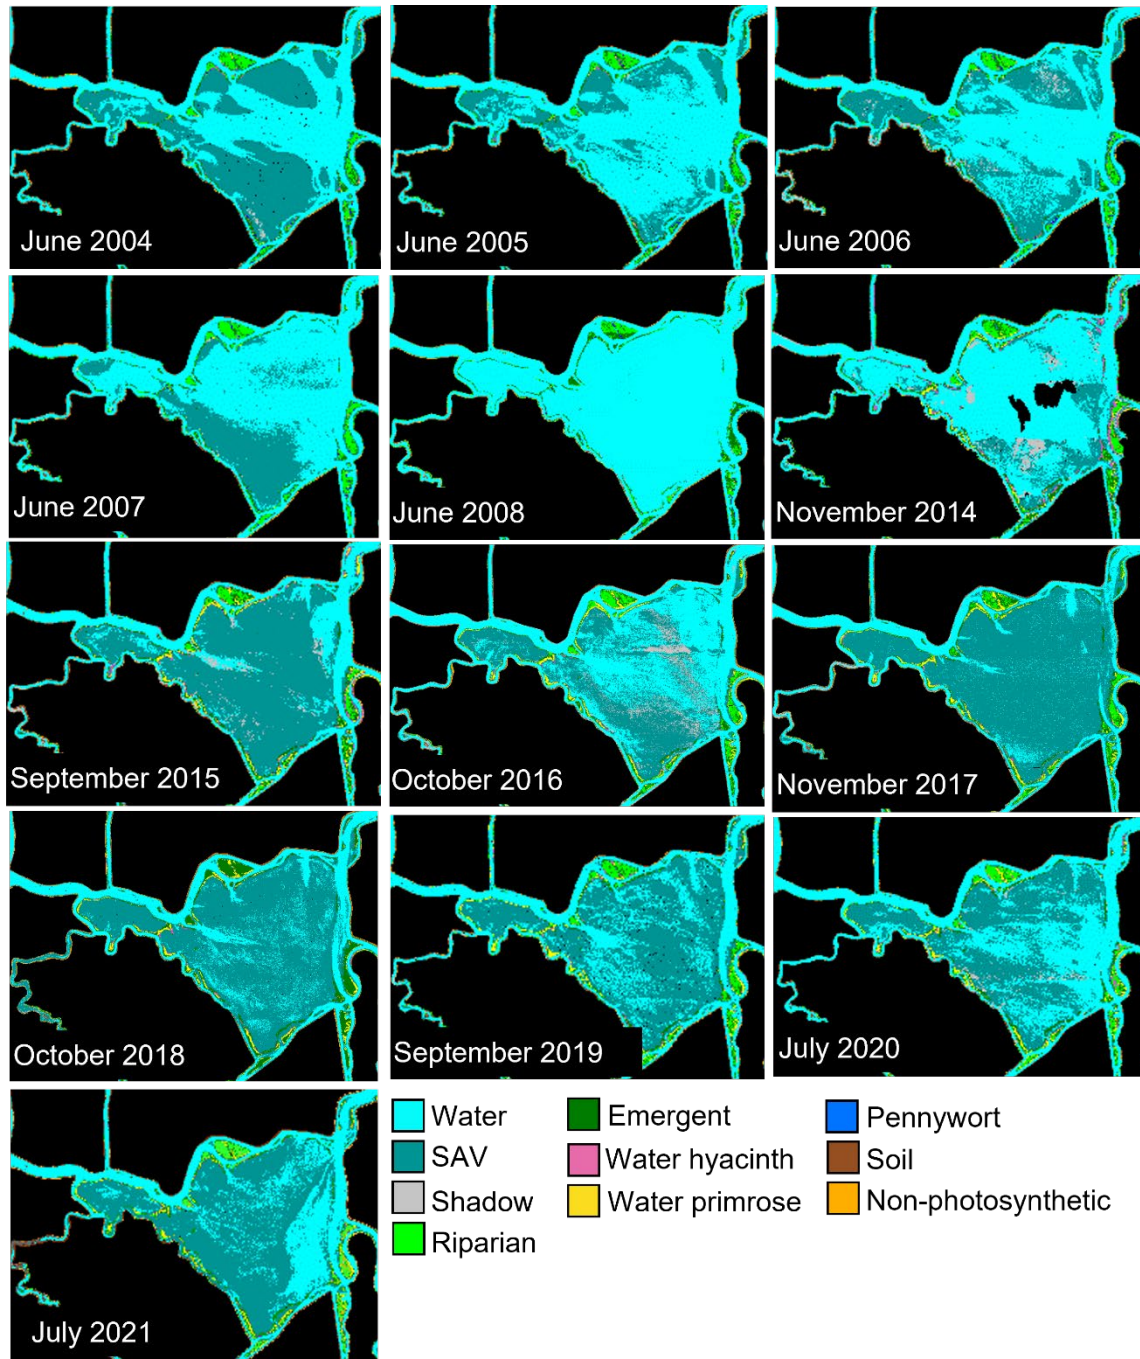 June 2004
June 2005
June 2006
June 2007
June 2008
November 2014
September 2015
October 2016
November 2017
October 2018
September 2019
July 2020
July 2021
Water
SAV
Shadow
Riparian
Emergent
Water hyacinth
Water primrose
Pennywort
Soil
Non-photosynthetic